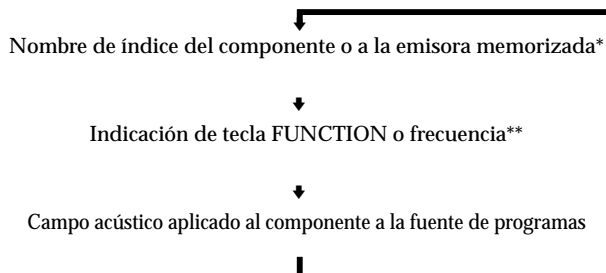 Nombre de índice del componente o a la emisora memorizada*
Indicación de tecla FUNCTION o frecuencia**
Campo acústico aplicado al componente a la fuente de programas